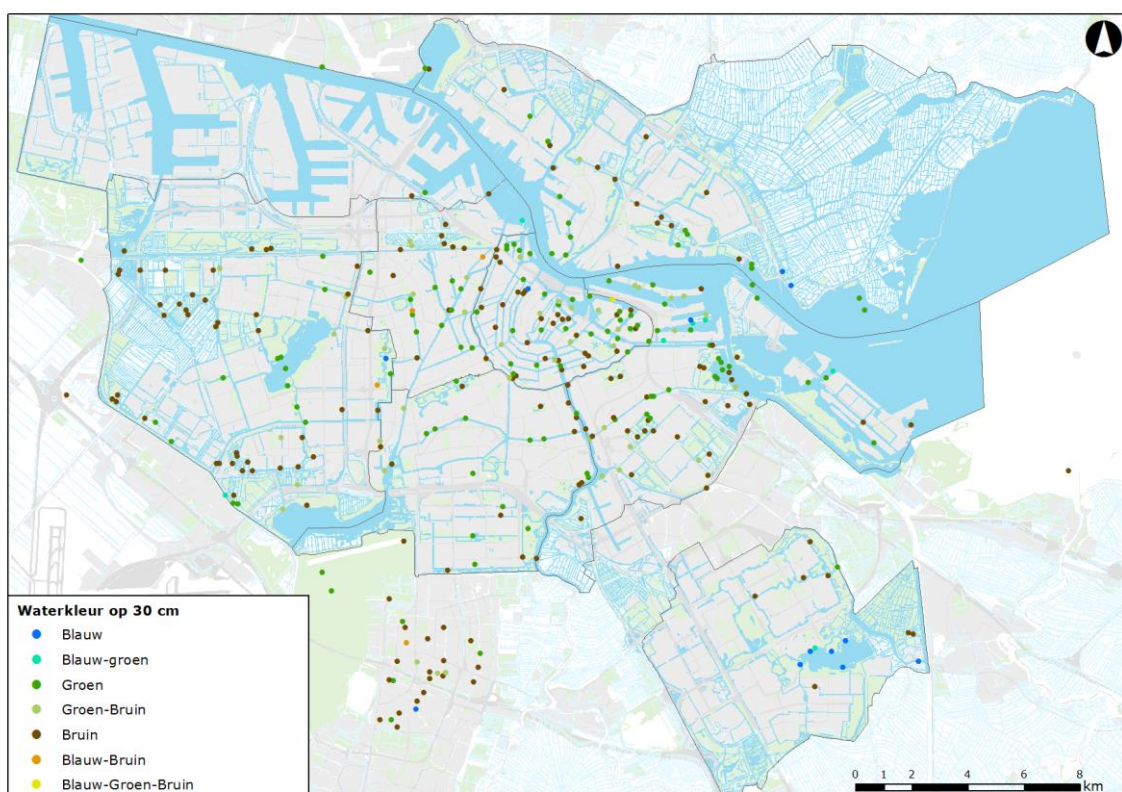 Waterkleur op 30 cm
Blauw
Blauw-groen
Groen
Groen-Bruin
Bruin
Blauw-Bruin
Blauw-Groen-Bruin
0 1 2 4 6 8
km